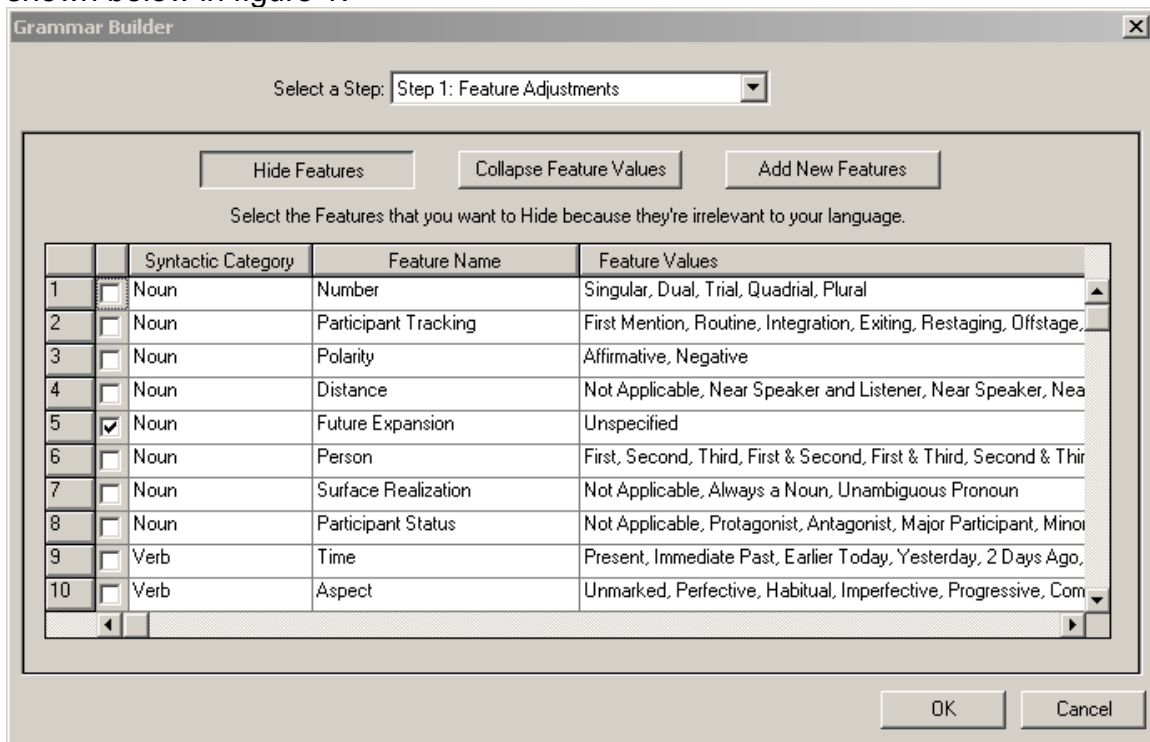 shown below in figure 1.
Grammar Builder
Select a Step: Step 1: Feature Adjustments
Hide Features Collapse Feature Values Add New Features
Select the Features that you want to Hide because they're irrelevant to your language.
Syntactic Category Feature Name Feature Values
1 Noun Number Singular, Dual, Trial, Quadrial, Plural
2 Noun Participant Tracking First Mention, Routine, Integration, Exiting, Restaging, Offstage,
3 Noun Polarity Affirmative, Negative
4 Noun Distance Not Applicable, Near Speaker and Listener, Near Speaker, Nea
5 Noun Future Expansion Unspecified
6 Noun Person First, Second, Third, First & Second, First & Third, Second & Thir
7 Noun Surface Realization Not Applicable, Always a Noun, Unambiguous Pronoun
8 Noun Participant Status Not Applicable, Protagonist, Antagonist, Major Participant, Minor
9 Verb Time Present, Immediate Past, Earlier Today, Yesterday, 2 Days Ago,
10 Verb Aspect Unmarked, Perfective, Habitual, Imperfective, Progressive, Com
OK Cancel